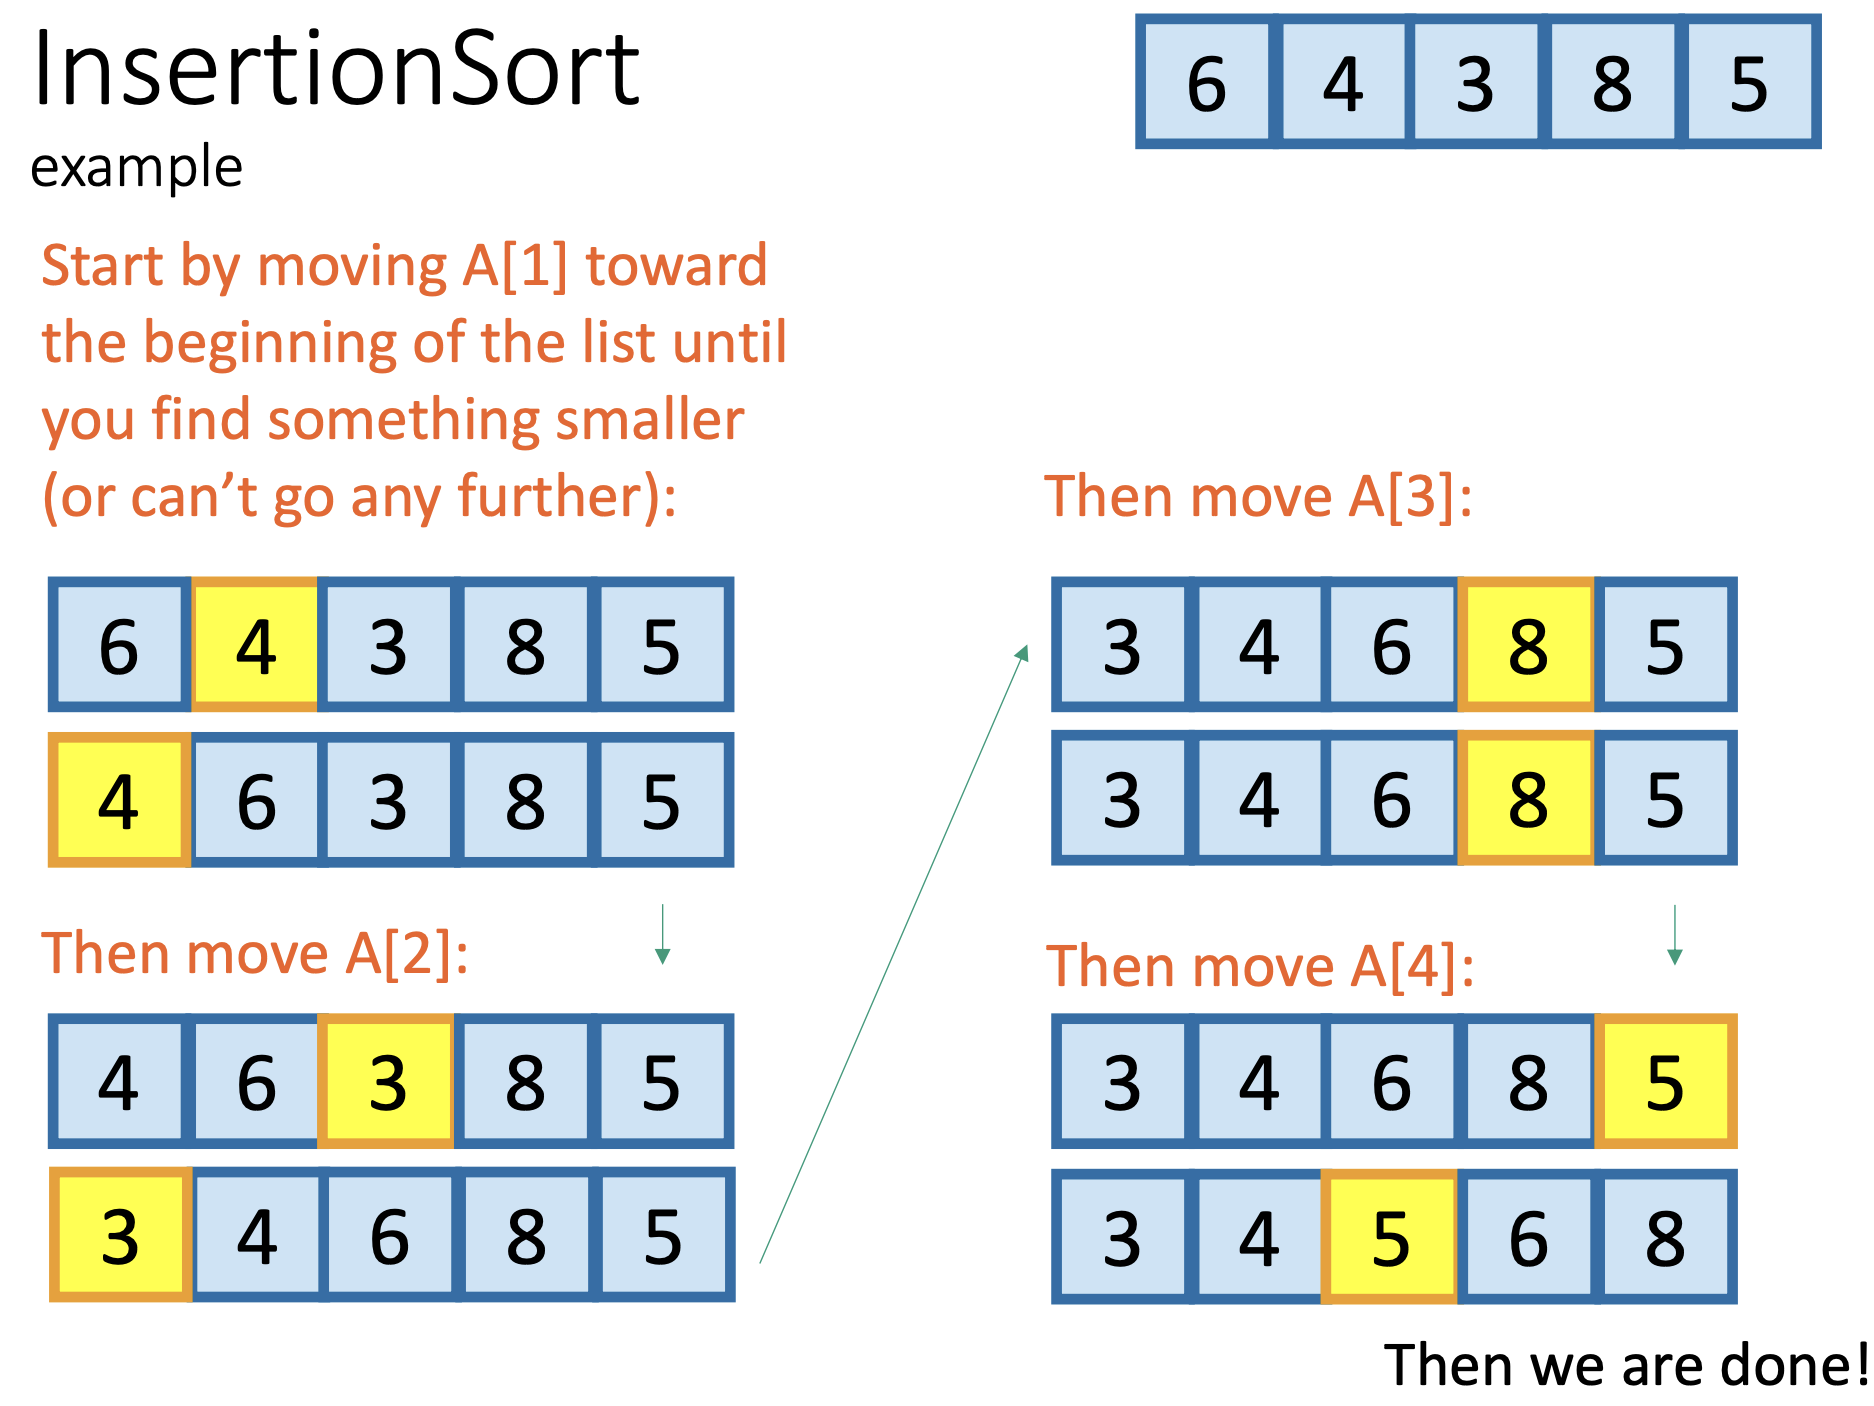 InsertionSort
example
6 4 3 8 5
Start by moving A[1] toward
the beginning of the list until
you find something smaller
(or can’t go any further):
6 4 3 8 5
4 6 3 8 5
Then move A[2]:
4 6 3 8 5
3 4 6 8 5
Then move A[3]:
3 4 6 8 5
3 4 6 8 5
Then move A[4]:
3 4 6 8 5
3 4 5 6 8
Then we are done!